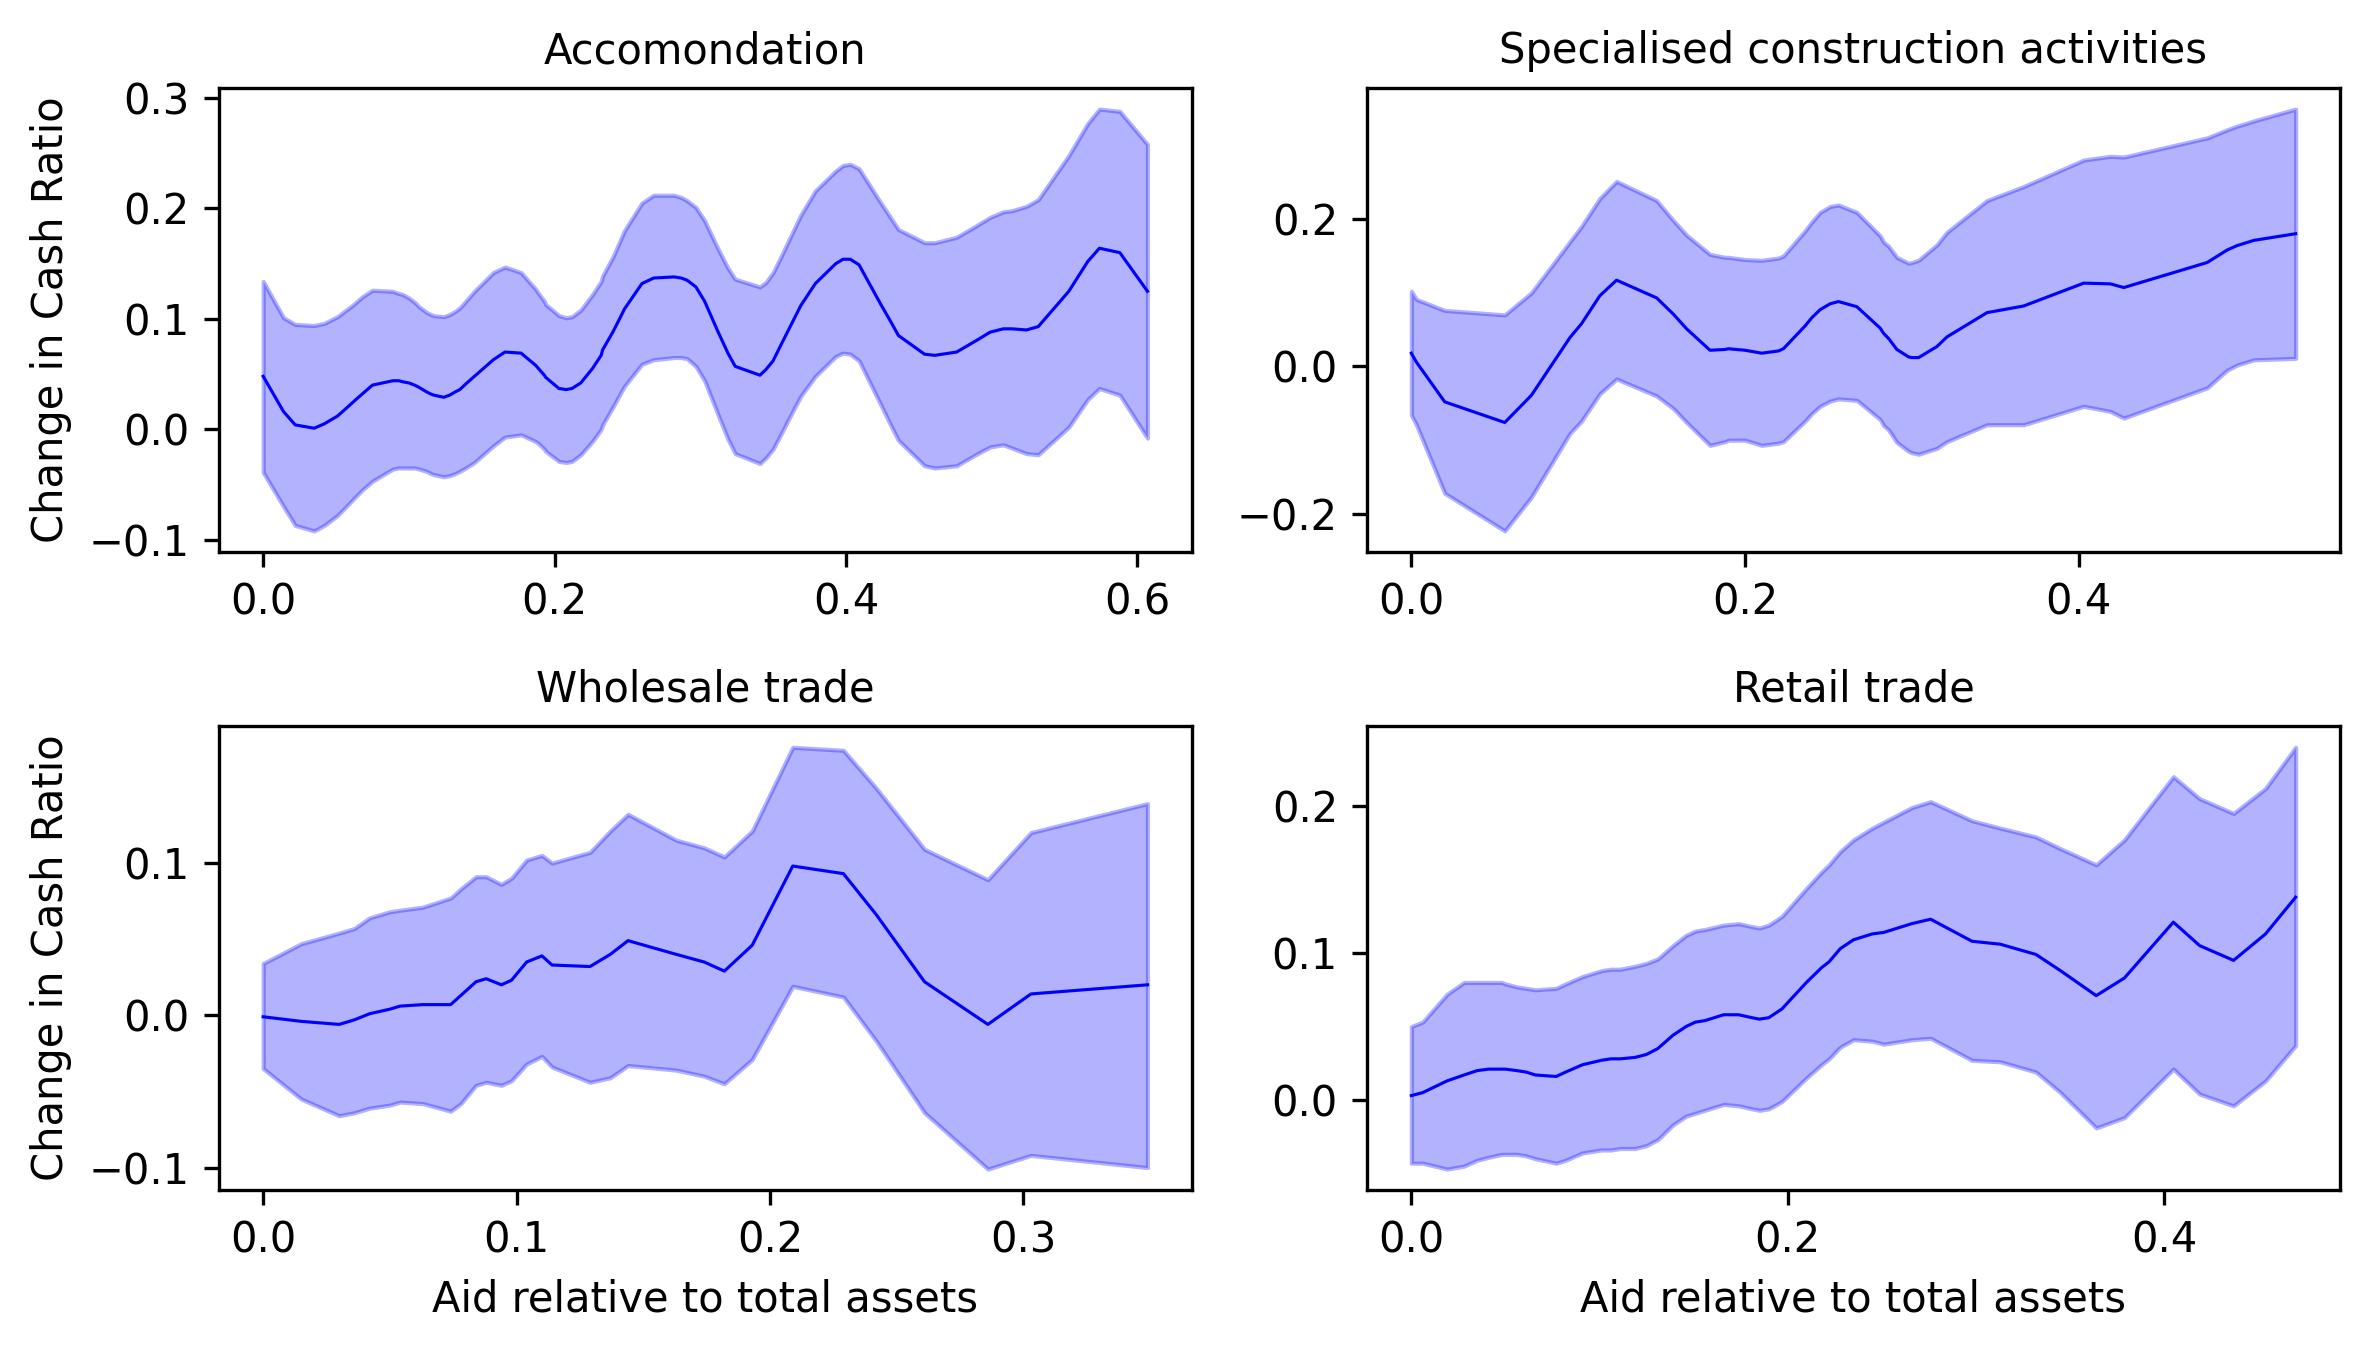 Accomondation
Specialised construction activities
Change in Cash Ratio
0.3
0.2
0.1
0.0
−0.1
0.0 0.2 0.4 0.6
0.2
0.0
−0.2
0.0 0.2 0.4
Wholesale trade
Retail trade
Change in Cash Ratio
0.1
0.0
−0.1
0.0 0.1 0.2 0.3
Aid relative to total assets
0.2
0.1
0.0
0.0 0.2 0.4
Aid relative to total assets